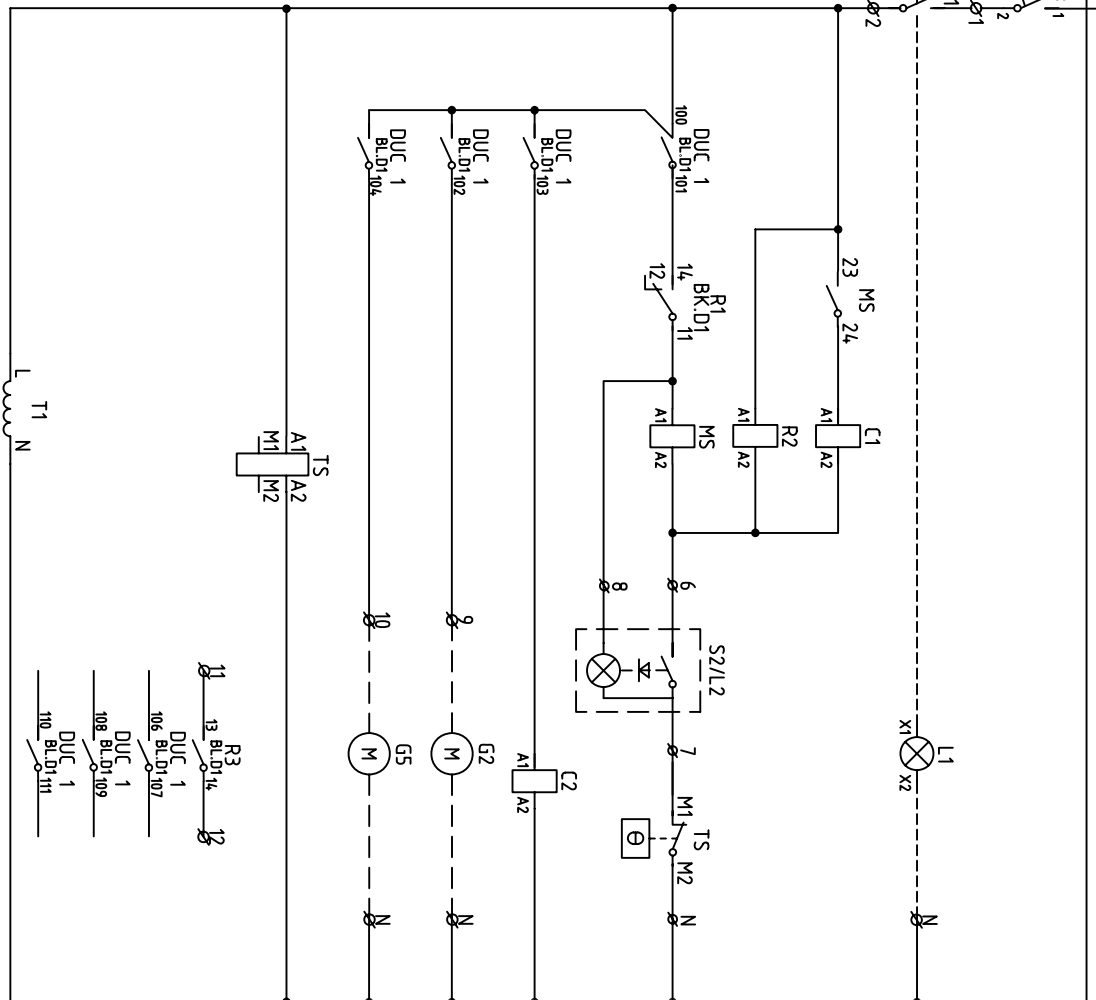 2
1
1
2
1
100
DUC 1
BL.D1
101
DUC 1
BL.D1
103
DUC 1
BL.D1
102
DUC 1
BL.D1
104
23
MS
24
14
12
R1
BK.D1
11
L
T1
N
A1
M1
TS
A2
M2
A1
MS
A2
A1
R2
A2
A1
C1
A2
10
9
8
6
S2/L2
7
11
13
R3
BL.D1
14
12
106
DUC 1
BL.D1
107
108
DUC 1
BL.D1
109
110
DUC 1
BL.D1
111
M
G5
M
G2
A1
C2
A2
M1
TS
M2
θ
X1
L1
X2
N
N
N
N